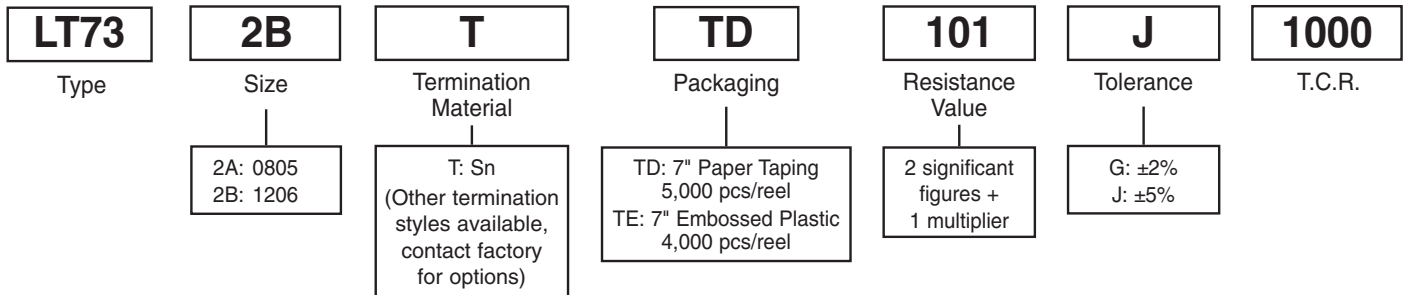 LT73 2B T TD 101 J 1000
Type Size Termination Material Packaging Resistance Value Tolerance T.C.R.
2A: 0805
2B: 1206
T: Sn
(Other termination
styles available,
contact factory
for options)
TD: 7" Paper Taping
5,000 pcs/reel
TE: 7" Embossed Plastic
4,000 pcs/reel
2 significant
figures +
1 multiplier
G: ±2%
J: ±5%